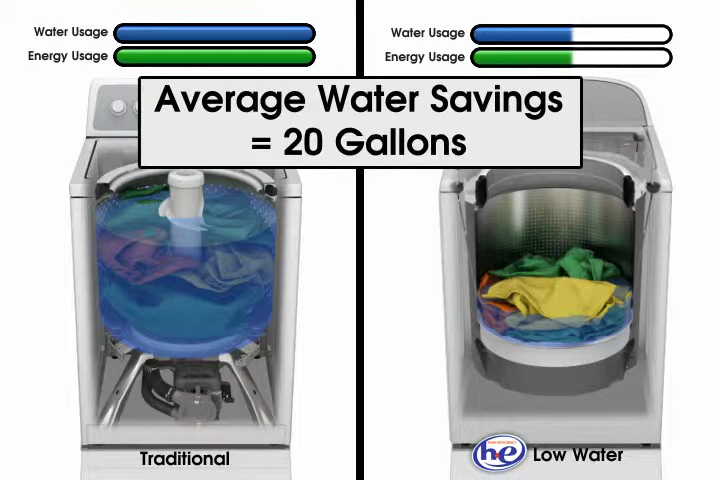 Water Usage
Energy Usage
Water Usage
Energy Usage
Average Water Savings
= 20 Gallons
Traditional
he
Low Water